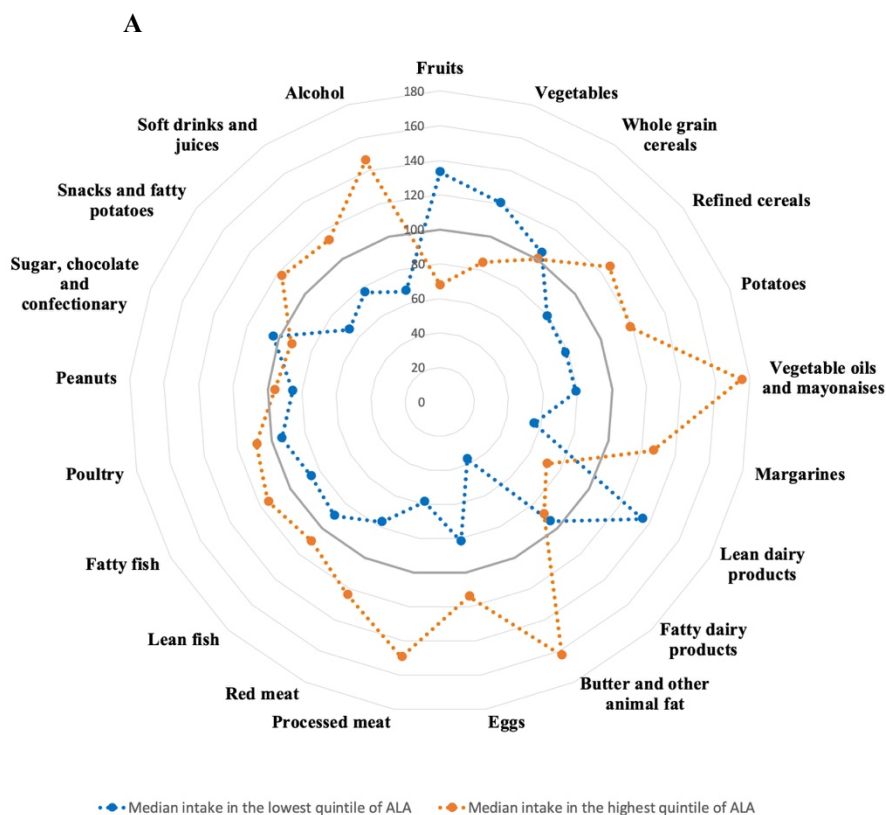 A
Fruits
Alcohol
Vegetables
Soft drinks and
juices
Whole grain
cereals
Snacks and fatty
potatoes
Refined cereals
Sugar, chocolate
and
confectionary
Potatoes
Peanuts
Vegetable oils
and mayonaises
Poultry
Margarines
Fatty fish
Lean dairy
products
Lean fish
Fatty dairy
products
Red meat
Butter and other
animal fat
Processed meat
Eggs
180
160
140
120
100
80
60
40
20
0
Median intake in the lowest quintile of ALA
Median intake in the highest quintile of ALA